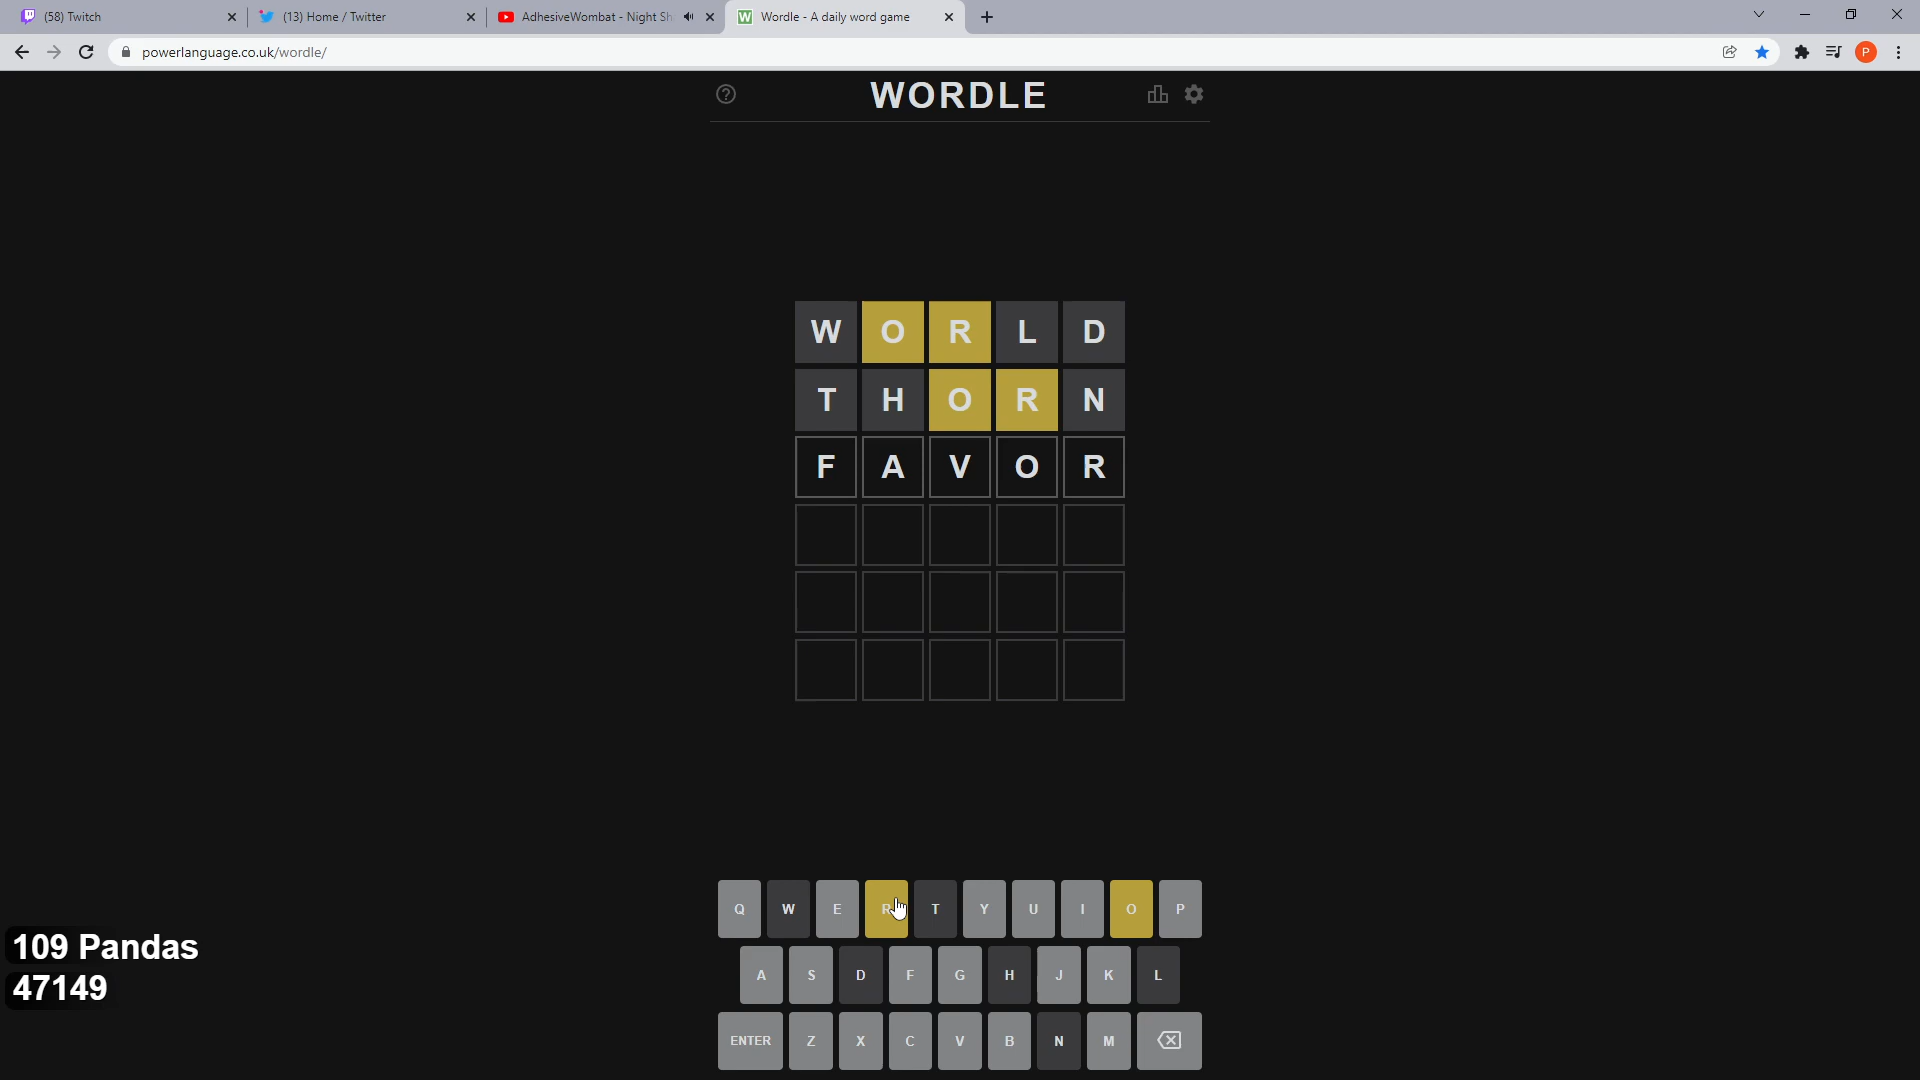 (58) Twitch
(13) Home / Twitter
AdhesiveWombat - Night Sh
Wordle - A daily word game
powerlanguage.co.uk/wordle/
P
WORDLE
W O R L D
T H O R N
F A V O R
Q W E R T Y U I O P
A S D F G H J K L
ENTER Z X C V B N M
109 Pandas
47149